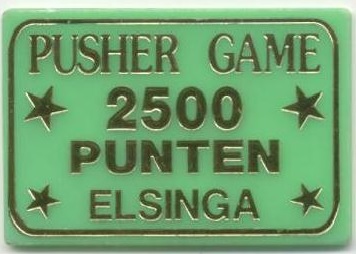 PUSHER GAME
2500
PUNTEN
ELSINGA